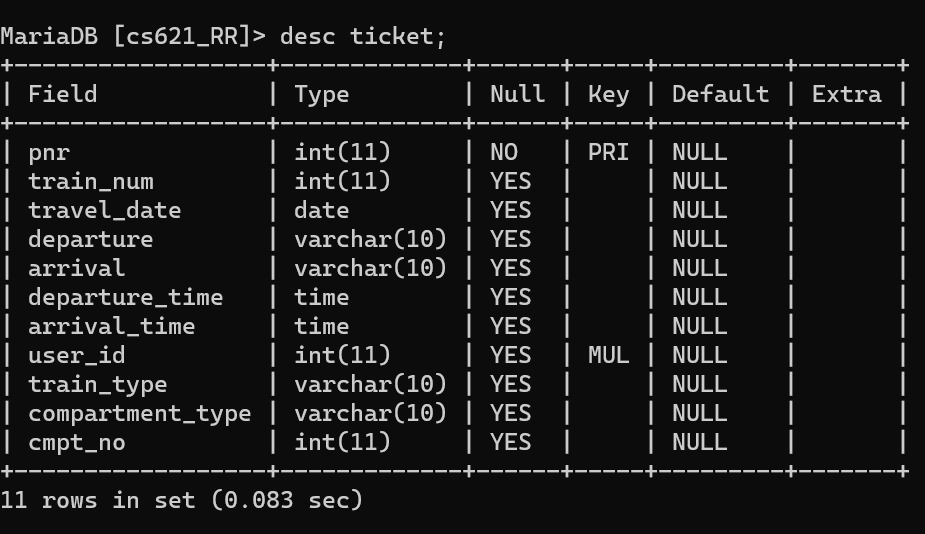 MariaDB [cs621_RR]> desc ticket;
+------------------+-------------+------+-----+---------+-------+
| Field            | Type        | Null | Key | Default | Extra |
+------------------+-------------+------+-----+---------+-------+
| pnr              | int(11)     | NO   | PRI | NULL    |       |
| train_num        | int(11)     | YES  |     | NULL    |       |
| travel_date      | date        | YES  |     | NULL    |       |
| departure        | varchar(10) | YES  |     | NULL    |       |
| arrival          | varchar(10) | YES  |     | NULL    |       |
| departure_time   | time        | YES  |     | NULL    |       |
| arrival_time     | time        | YES  |     | NULL    |       |
| user_id          | int(11)     | YES  | MUL | NULL    |       |
| train_type       | varchar(10) | YES  |     | NULL    |       |
| compartment_type | varchar(10) | YES  |     | NULL    |       |
| cmpt_no          | int(11)     | YES  |     | NULL    |       |
+------------------+-------------+------+-----+---------+-------+
11 rows in set (0.083 sec)